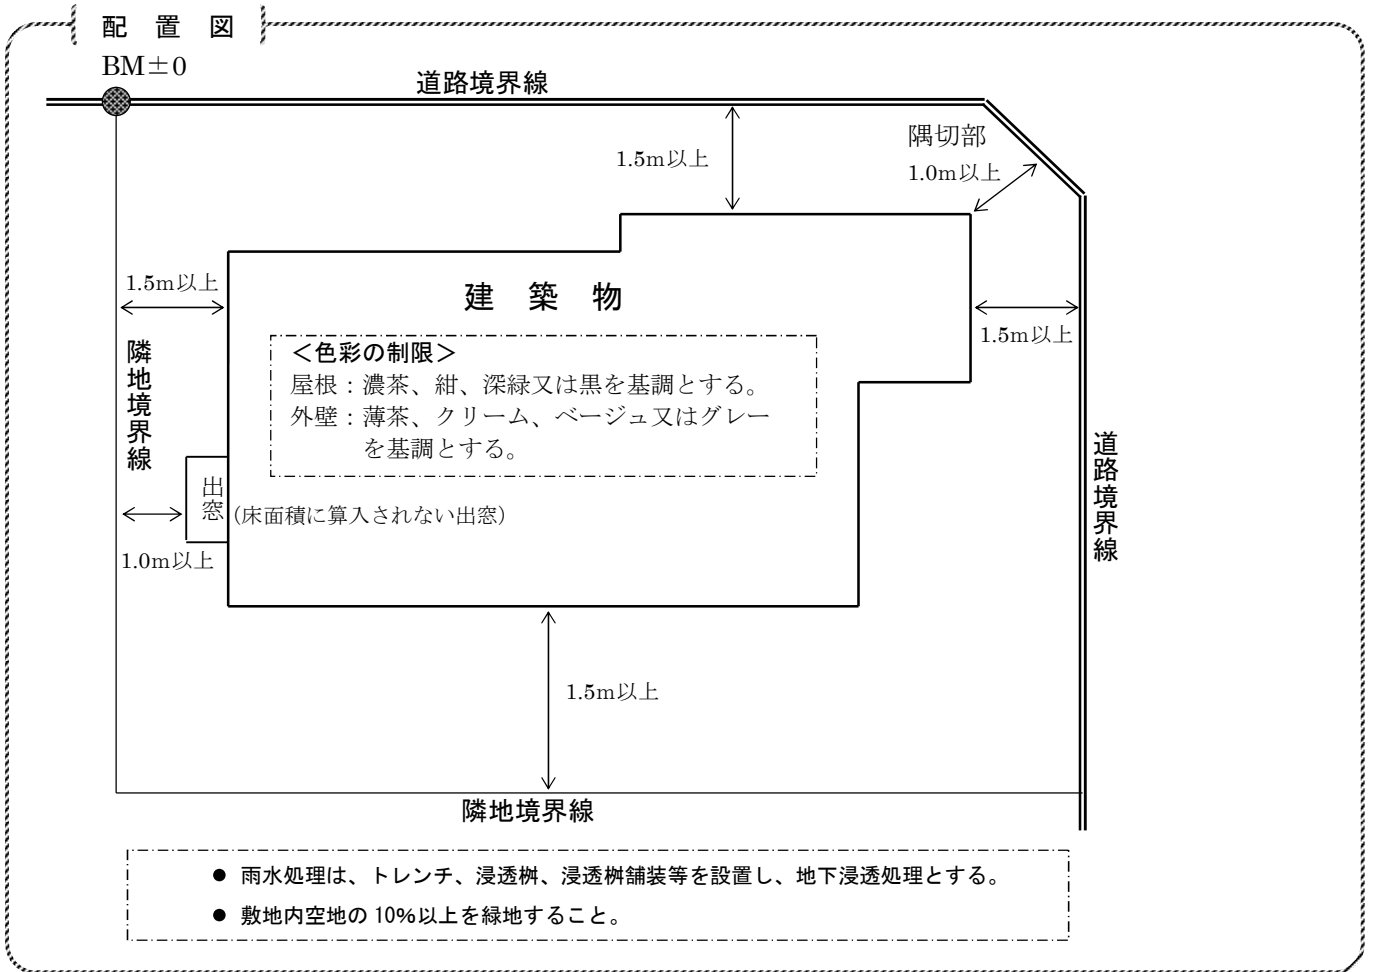 配 置 図
BM±0
道路境界線
隅切部
1.5m以上
1.0m以上
1.5m以上
建 築 物
1.5m以上
<色彩の制限>
屋根:濃茶、紺、深緑又は黒を基調とする。
外壁:薄茶、クリーム、ベージュ又はグレー
を基調とする。
隣地境界線
道路境界線
出窓
(床面積に算入されない出窓)
1.0m以上
1.5m以上
隣地境界線
● 雨水処理は、トレンチ、浸透桝、浸透桝舗装等を設置し、地下浸透処理とする。
● 敷地内空地の 10%以上を緑地すること。